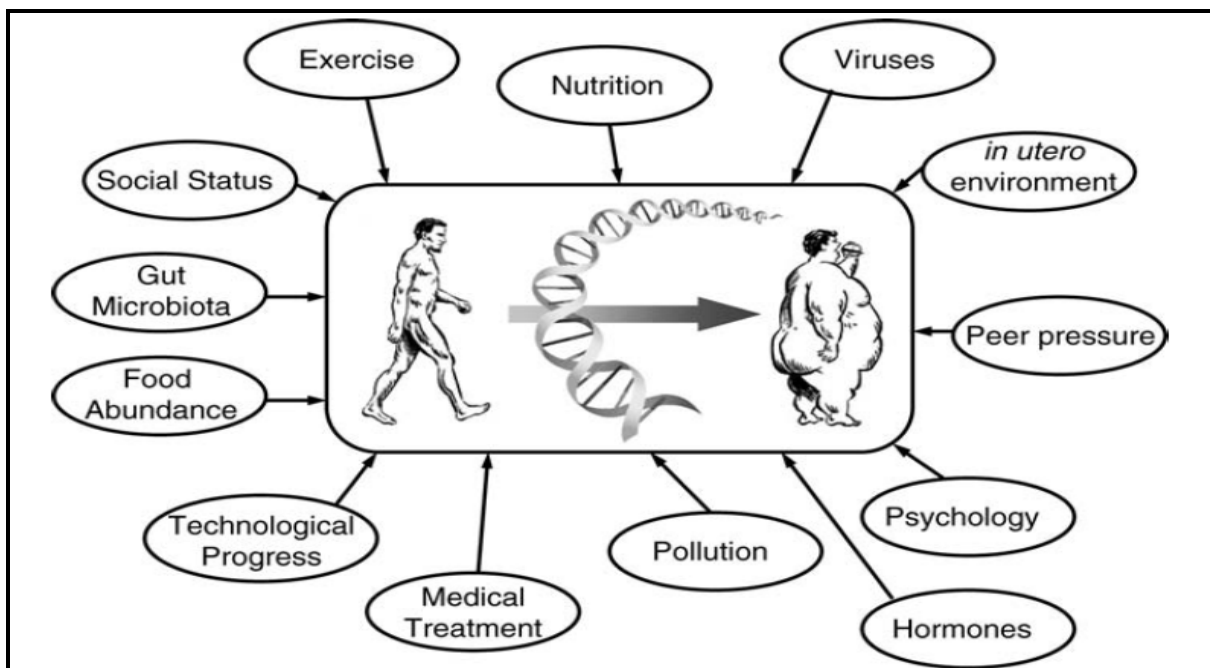 Exercise
Nutrition
Viruses
in utero
environment
Social Status
Gut
Microbiota
Peer pressure
Food
Abundance
Technological
Progress
Medical
Treatment
Pollution
Psychology
Hormones